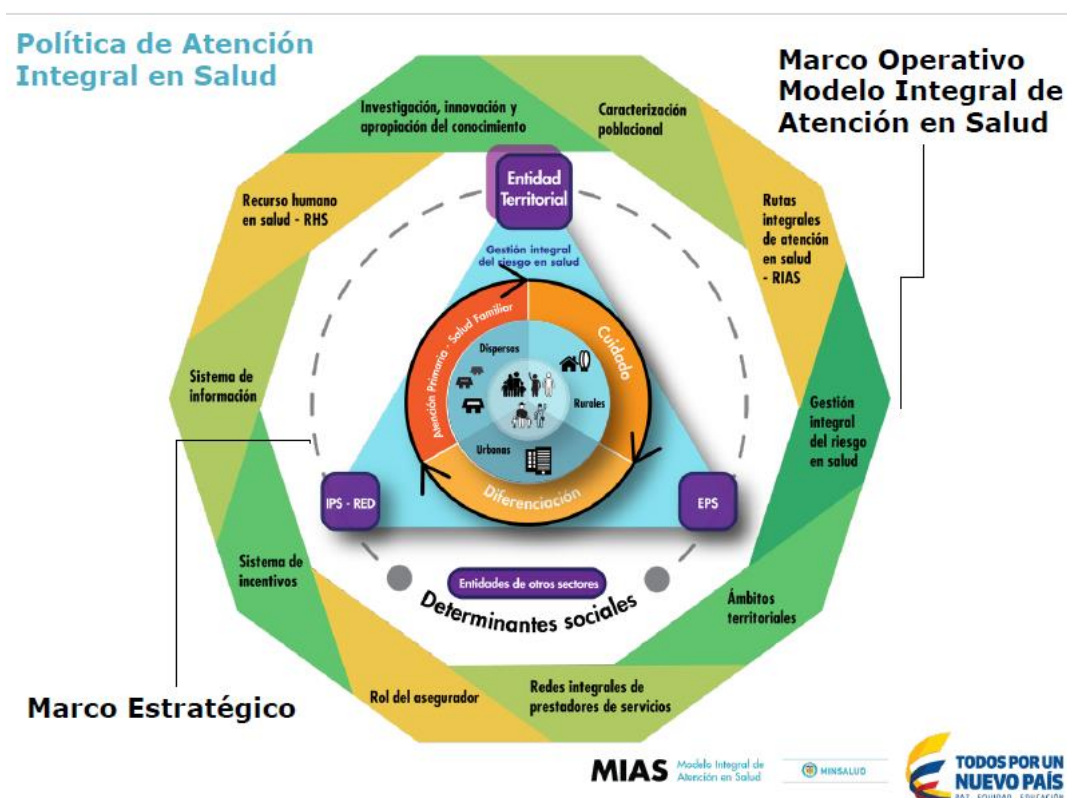 Política de Atención
Integral en Salud
Marco Operativo
Modelo Integral de
Atención en Salud
Investigación, innovación y
apropiación del conocimiento
Caracterización
poblacional
Recurso humano
en salud - RHS
Rutas
integrales
de atención
en salud
- RIAS
Entidad
Territorial
Gestión integral
del riesgo en salud
Atención Primaria - Salud Familiar
Cuidado
Dispersas
Rurales
Urbanas
Diferenciación
Sistema de
información
Gestión
integral
del riesgo
en salud
IPS - RED
EPS
Sistema de
incentivos
Entidades de otros sectores
Determinantes sociales
Ámbitos
territoriales
Marco Estratégico
Rol del asegurador
Redes integrales de
prestadores de servicios
MIAS Modelo Integral de
Atención en Salud
MINSALUD
TODOS POR UN
NUEVO PAÍS
PAZ EQUIDAD EDUCACIÓN